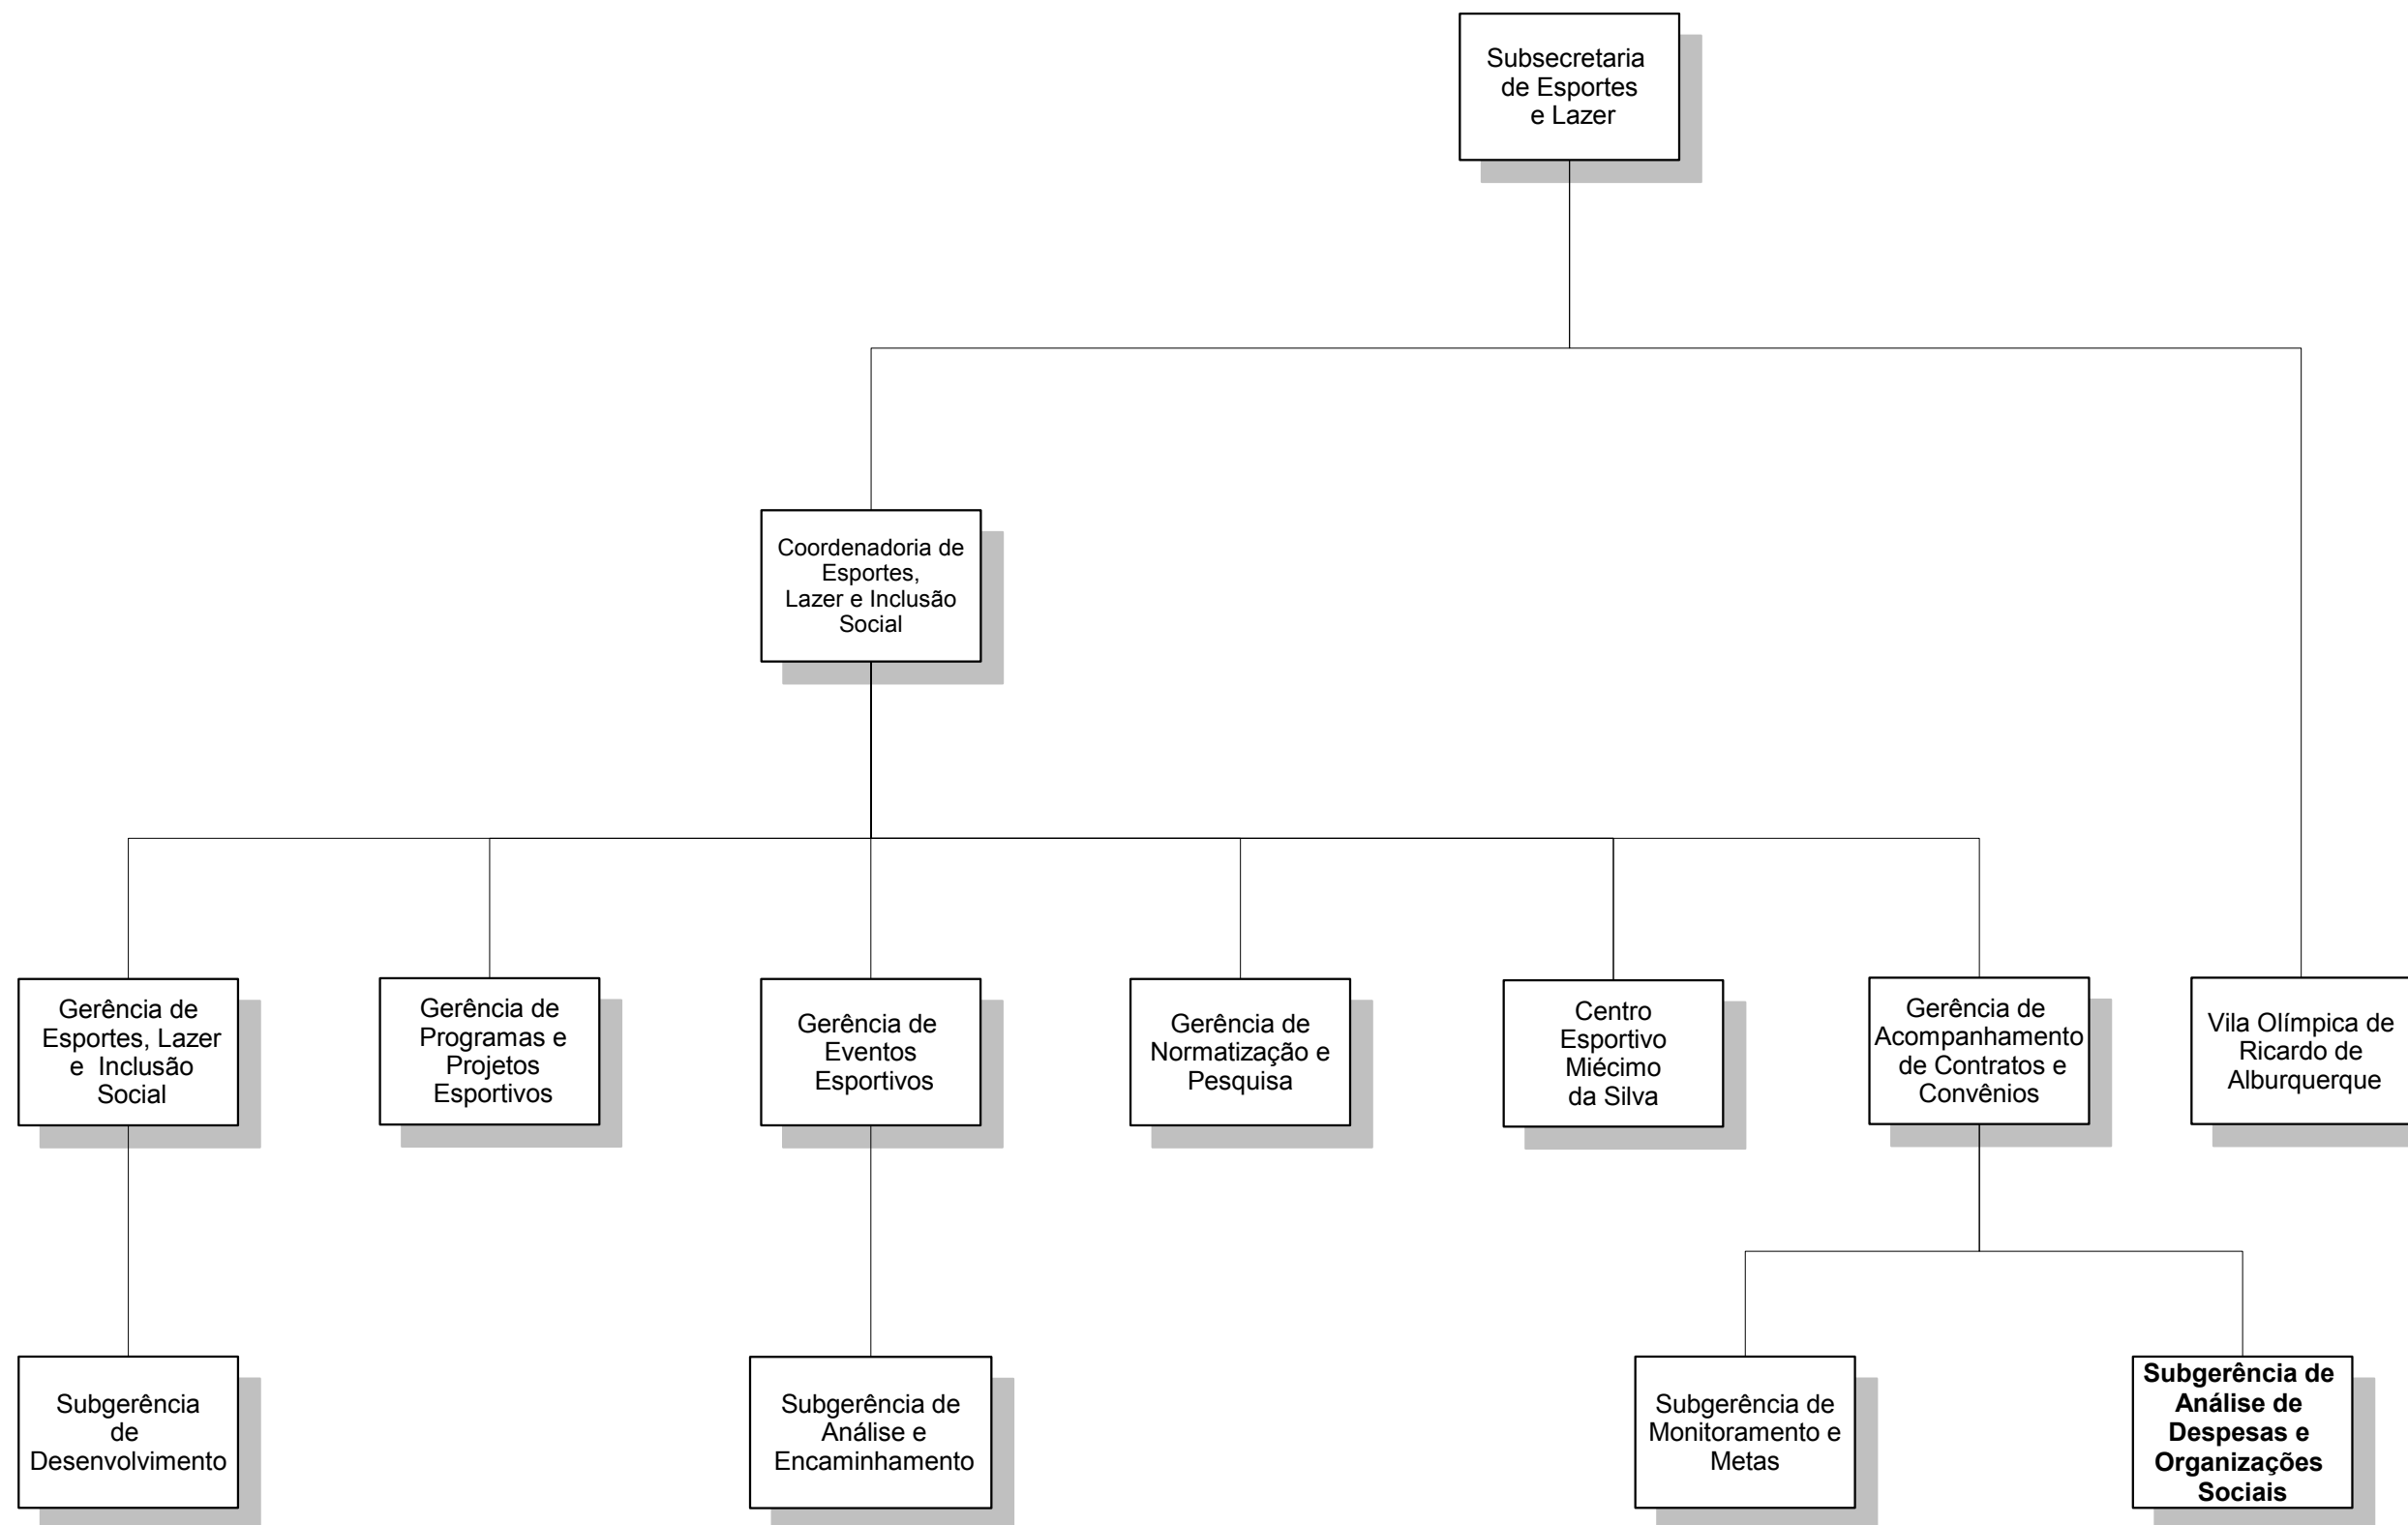 Subsecretaria
de Esportes
e Lazer
Coordenadoria de
Esportes,
Lazer e Inclusão
Social
Gerência de
Esportes, Lazer
e Inclusão
Social
Gerência de
Programas e
Projetos
Esportivos
Gerência de
Eventos
Esportivos
Gerência de
Normatização e
Pesquisa
Centro
Esportivo
Miécimo
da Silva
Gerência de
Acompanhamento
de Contratos e
Convênios
Vila Olímpica de
Ricardo de
Alburquerque
Subgerência
de
Desenvolvimento
Subgerência de
Análise e
Encaminhamento
Subgerência de
Monitoramento e
Metas
Subgerência de
Análise de
Despesas e
Organizações
Sociais